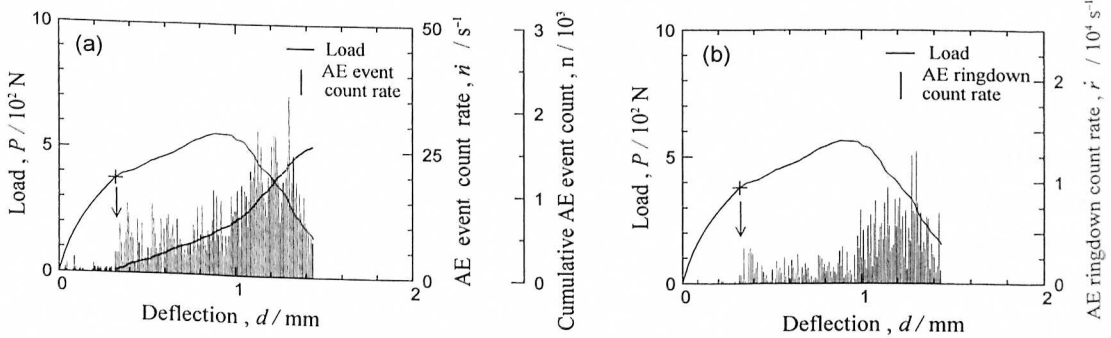 (a)
10
5
0
Load , P / 10² N
0
1
2
Deflection , d / mm
Load
AE event
count rate
50
25
0
AE event count rate , ṅ / s⁻¹
3
2
1
0
Cumulative AE event count , n / 10³
(b)
10
5
0
Load , P / 10² N
0
1
2
Deflection , d / mm
Load
AE ringdown
count rate
2
1
0
AE ringdown count rate , ṙ / 10⁴ s⁻¹